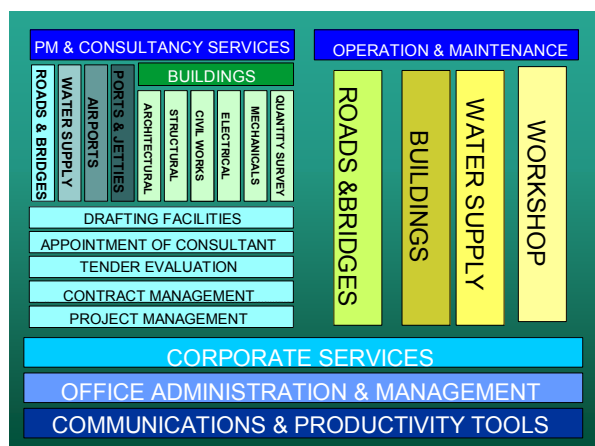 PM & CONSULTANCY SERVICES
OPERATION & MAINTENANCE
BUILDINGS
ROADS & BRIDGES
WATER SUPPLY
AIRPORTS
PORTS & JETTIES
ARCHITECTURAL
STRUCTURAL
CIVIL WORKS
ELECTRICAL
MECHANICALS
QUANTITY SURVEY
ROADS &BRIDGES
BUILDINGS
WATER SUPPLY
WORKSHOP
DRAFTING FACILITIES
APPOINTMENT OF CONSULTANT
TENDER EVALUATION
CONTRACT MANAGEMENT
PROJECT MANAGEMENT
CORPORATE SERVICES
OFFICE ADMINISTRATION & MANAGEMENT
COMMUNICATIONS & PRODUCTIVITY TOOLS